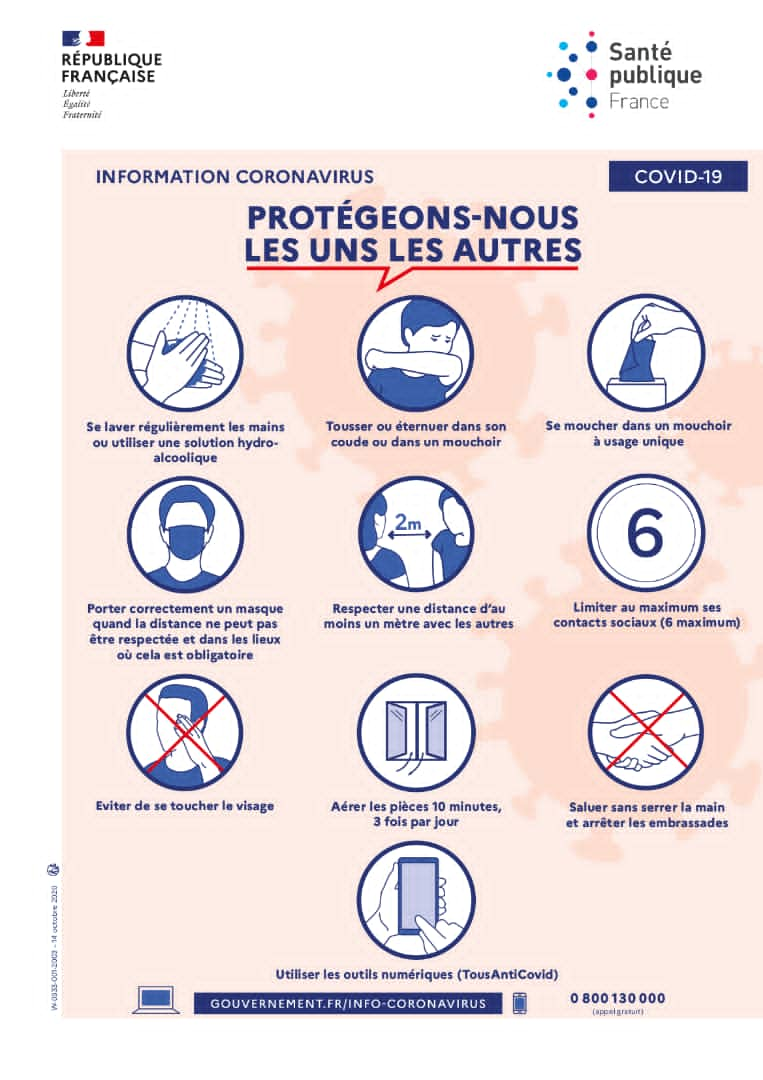 RÉPUBLIQUE
FRANÇAISE
Liberté
Égalité
Fraternité
Santé
publique
France
INFORMATION CORONAVIRUS
COVID-19
PROTÉGEONS-NOUS
LES UNS LES AUTRES
Se laver régulièrement les mains
ou utiliser une solution hydro-
alcoolique
Tousser ou éternuer dans son
coude ou dans un mouchoir
Se moucher dans un mouchoir
à usage unique
2m
6
Porter correctement un masque
quand la distance ne peut pas
être respectée et dans les lieux
où cela est obligatoire
Respecter une distance d'au
moins un mètre avec les autres
Limiter au maximum ses
contacts sociaux (6 maximum)
Eviter de se toucher le visage
Aérer les pièces 10 minutes,
3 fois par jour
Saluer sans serrer la main
et arrêter les embrassades
Utiliser les outils numériques (TousAntiCovid)
GOUVERNEMENT.FR/INFO-CORONAVIRUS
0 800 130 000
(appel gratuit)